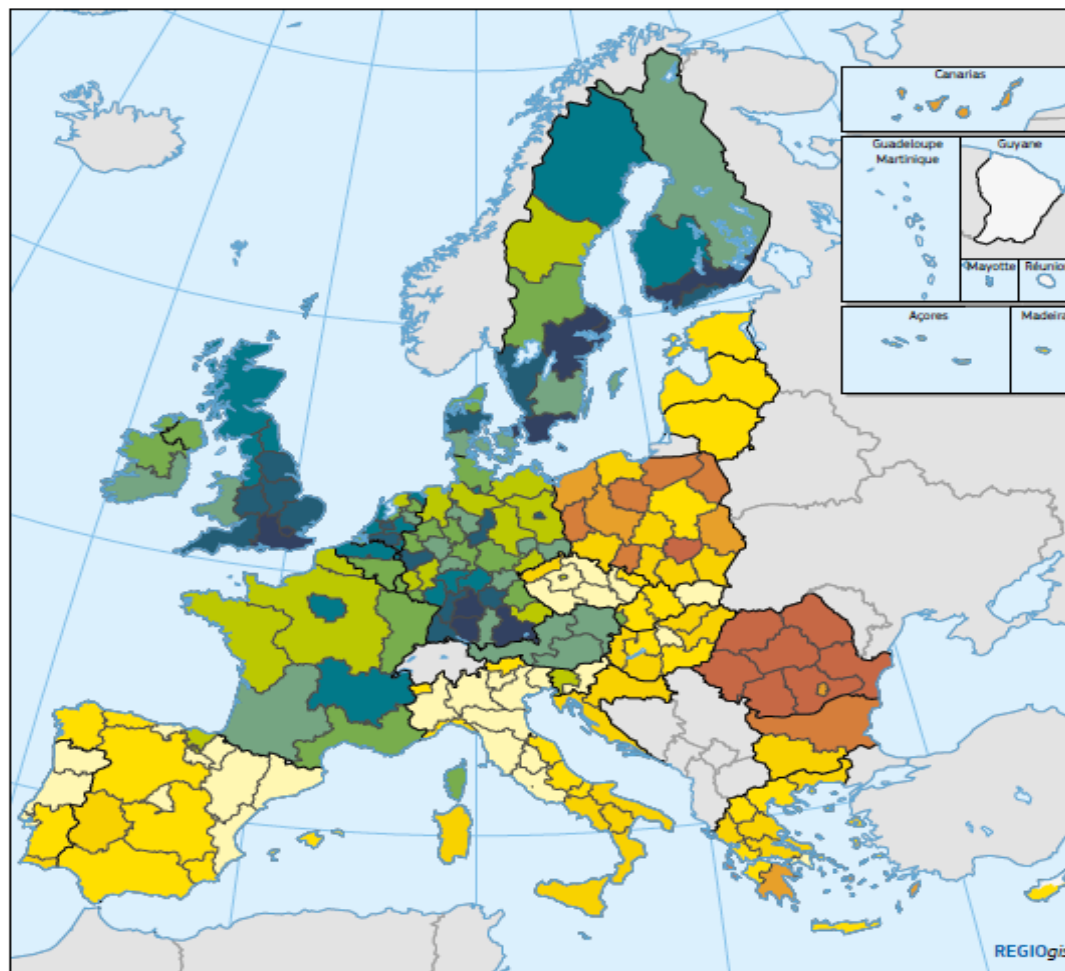 Canarias
Guadeloupe
Martinique
Guyane
Mayotte
Réunion
Açores
Madeira
REGIOgis